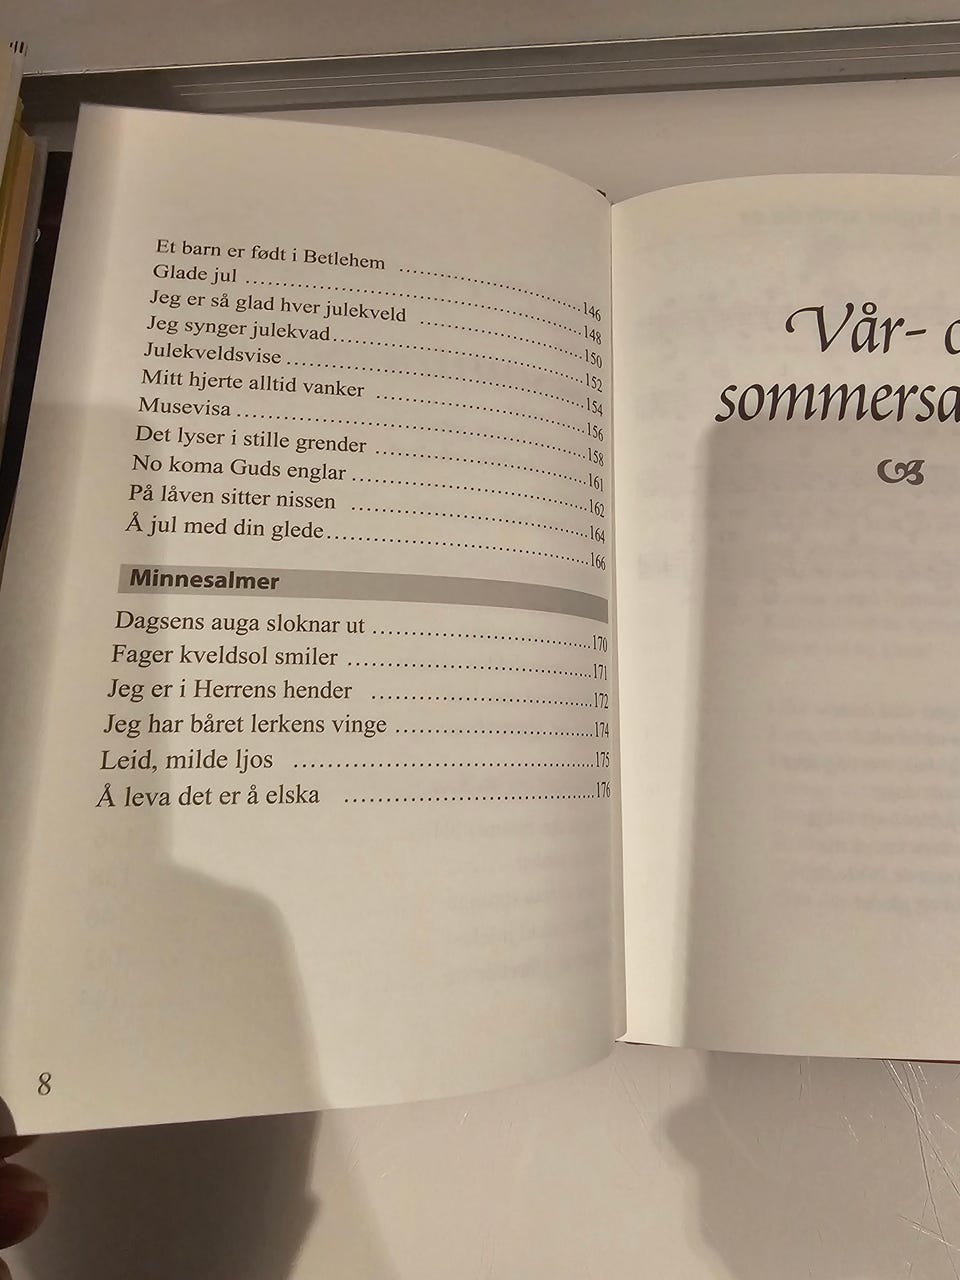 Et barn er født i Betlehem ........................... 146
Glade jul ........................... 148
Jeg er så glad hver julekveld ........................... 150
Jeg synger julekvad ........................... 152
Julekveldsvise ........................... 154
Mitt hjerte alltid vanker ........................... 156
Musevisa ........................... 158
Det lyser i stille grender ........................... 161
No koma Guds englar ........................... 162
På låven sitter nissen ........................... 164
Å jul med din glede ........................... 166
Minnesalmer
Dagsens auga sloknar ut ........................... 170
Fager kveldsol smiler ........................... 171
Jeg er i Herrens hender ........................... 172
Jeg har båret lerkens vinge ........................... 174
Leid, milde ljos ........................... 175
Å leva det er å elska ........................... 176
8
Vår-
sommersa